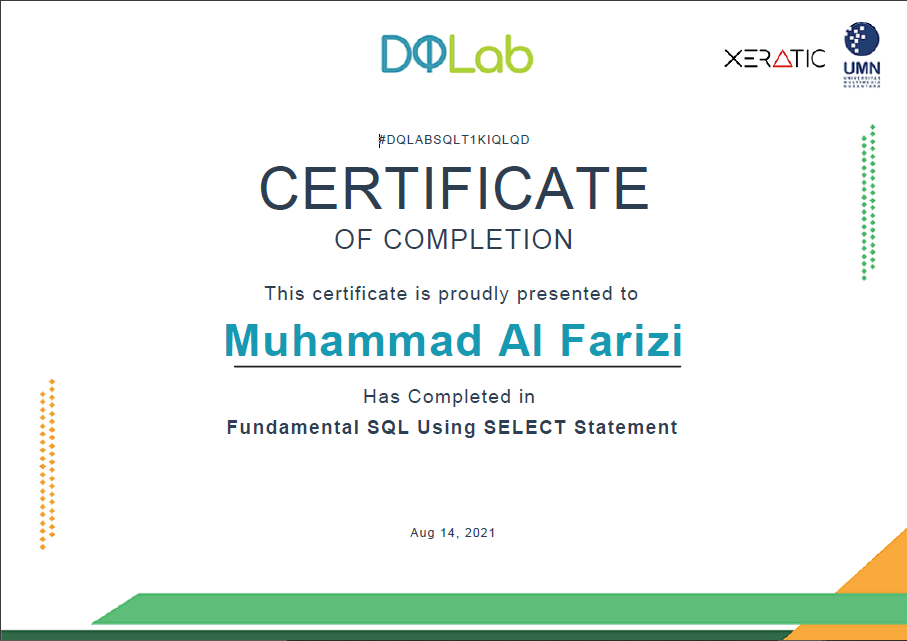 DQLab
XERATIC
UMN
UNIVERSITAS
MULTIMEDIA
NUSANTARA
#DQLABSQLT1KIQLQD
CERTIFICATE
OF COMPLETION
This certificate is proudly presented to
Muhammad Al Farizi
Has Completed in
Fundamental SQL Using SELECT Statement
Aug 14, 2021